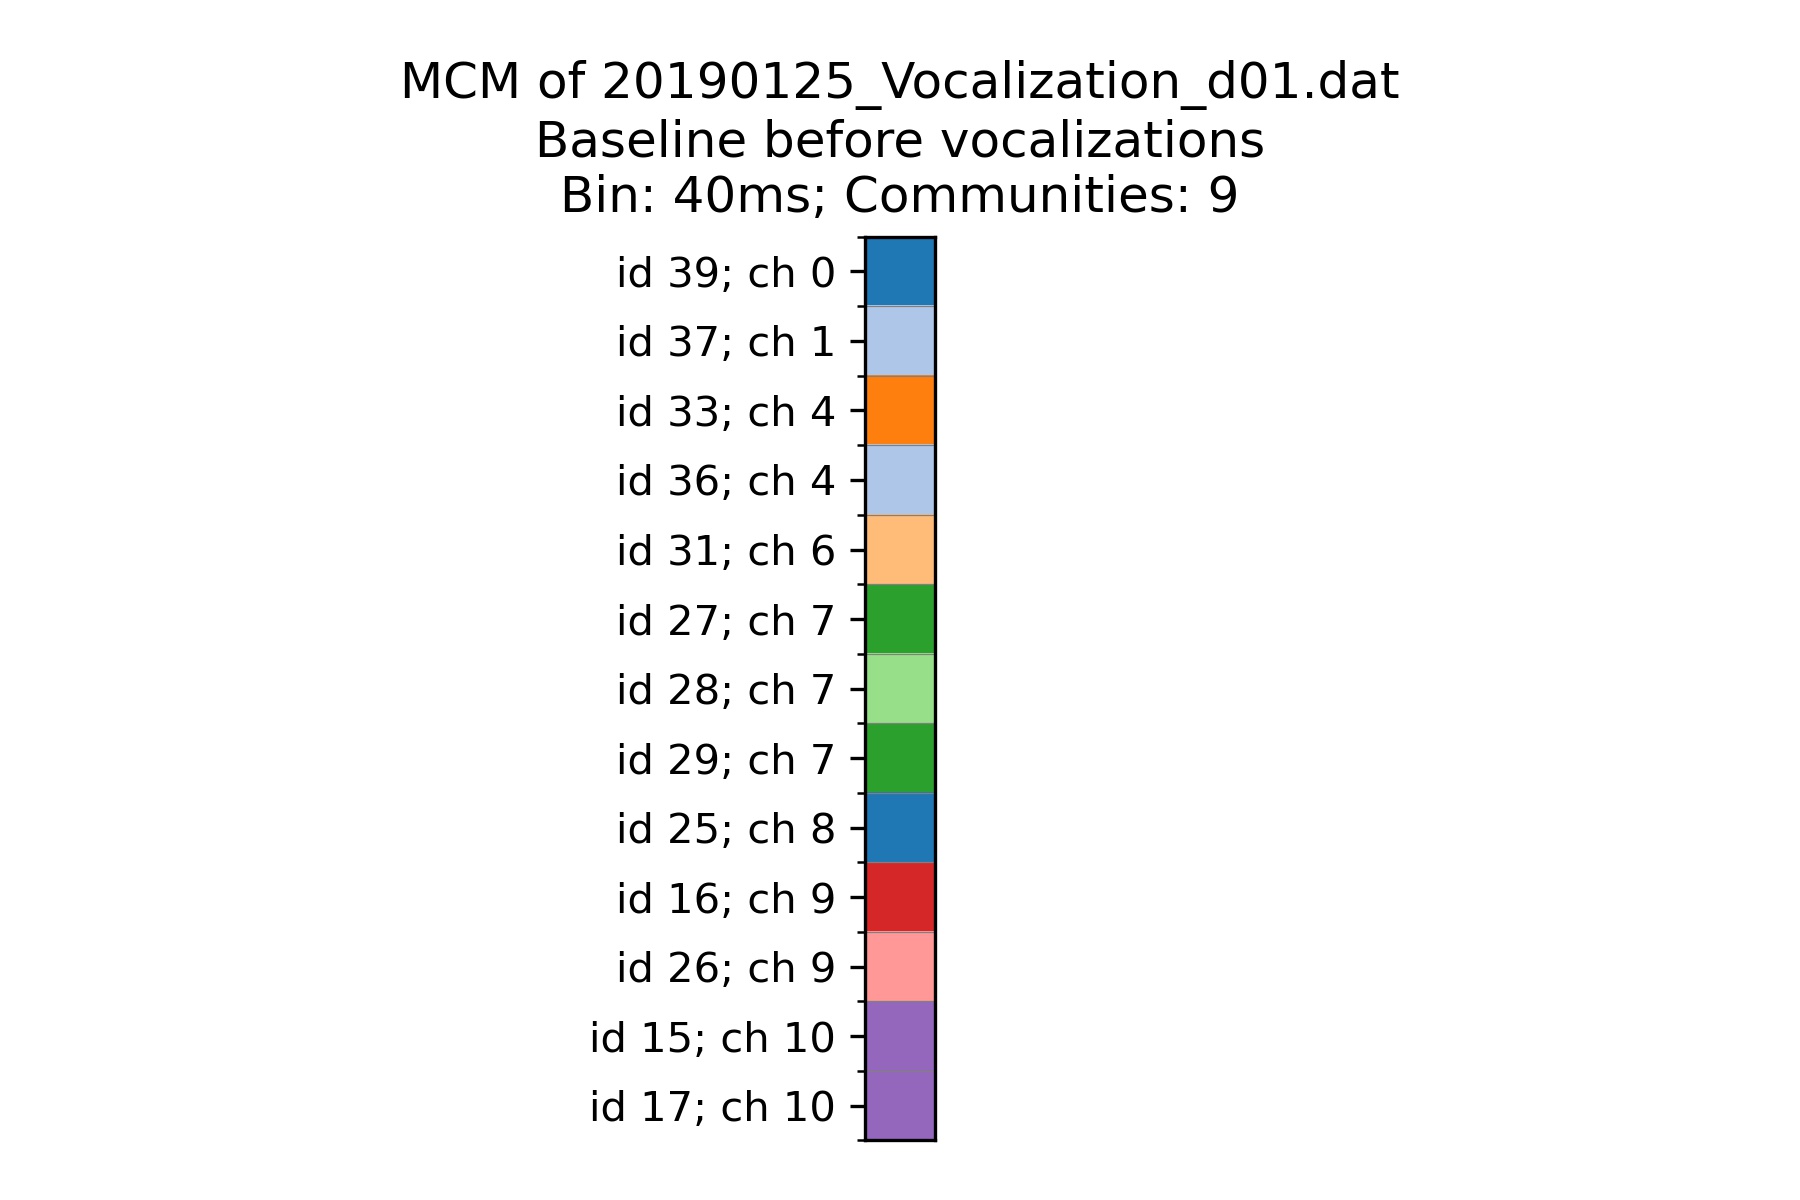 MCM of 20190125_Vocalization_d01.dat
Baseline before vocalizations
Bin: 40ms; Communities: 9
id 39; ch 0
id 37; ch 1
id 33; ch 4
id 36; ch 4
id 31; ch 6
id 27; ch 7
id 28; ch 7
id 29; ch 7
id 25; ch 8
id 16; ch 9
id 26; ch 9
id 15; ch 10
id 17; ch 10